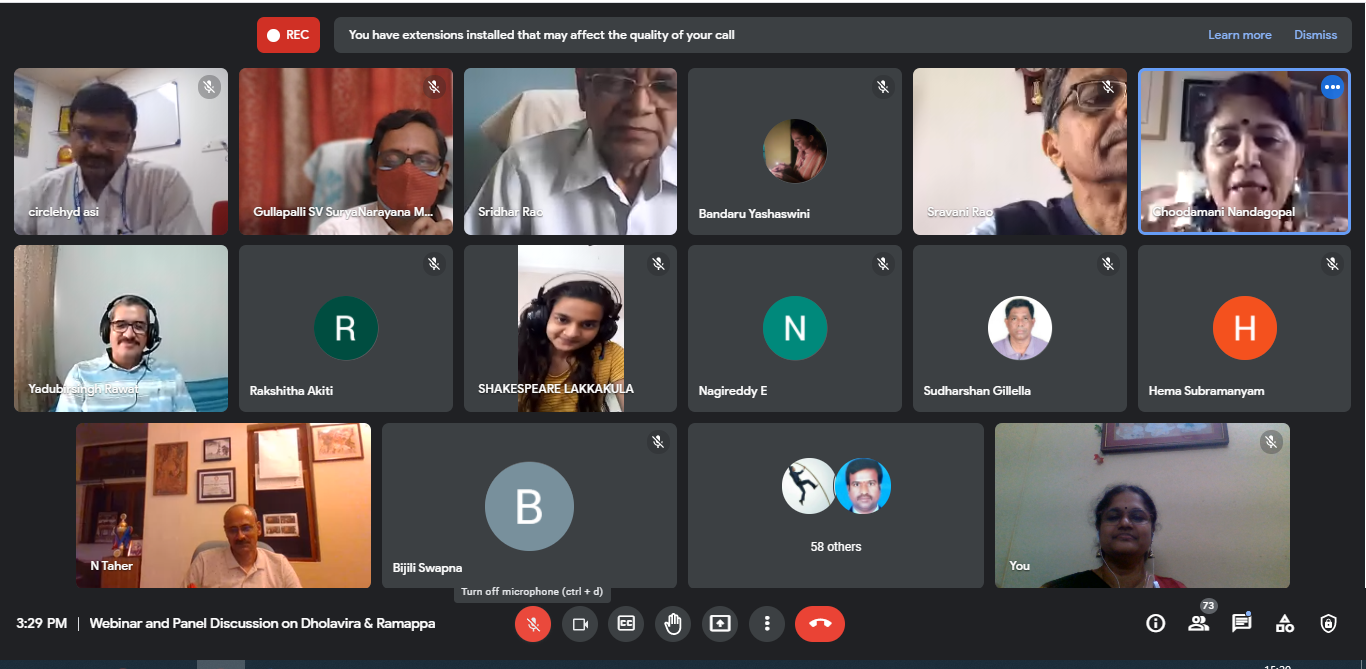 REC
You have extensions installed that may affect the quality of your call
Learn more
Dismiss
circlehyd asi
Gullapalli SV SuryaNarayana M...
Sridhar Rao
Bandaru Yashaswini
Sravani Rao
Choodamani Nandagopal
Yadubirsingh Rawat
R
Rakshitha Akiti
SHAKESPEARE LAKKAKULA
N
Nagireddy E
Sudharshan Gillella
H
Hema Subramanyam
N Taher
B
Bijili Swapna
58 others
You
Turn off microphone (ctrl + d)
3:29 PM | Webinar and Panel Discussion on Dholavira & Ramappa
CC
73